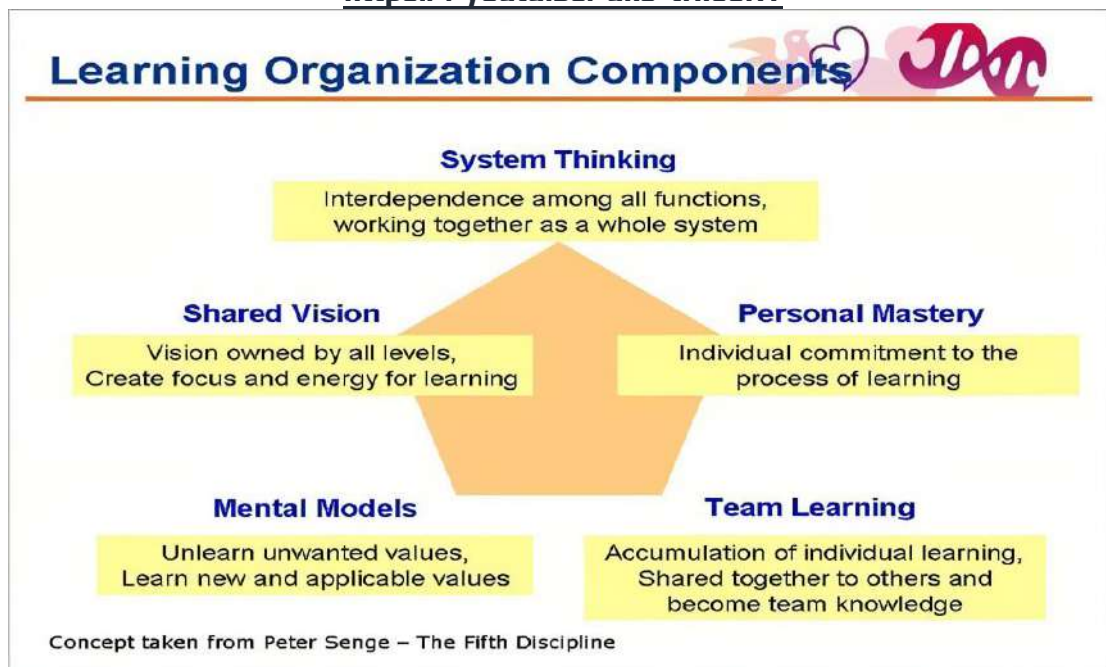 Learning Organization Components
System Thinking
Interdependence among all functions,
working together as a whole system
Shared Vision
Vision owned by all levels,
Create focus and energy for learning
Personal Mastery
Individual commitment to the
process of learning
Mental Models
Unlearn unwanted values,
Learn new and applicable values
Team Learning
Accumulation of individual learning,
Shared together to others and
become team knowledge
Concept taken from Peter Senge – The Fifth Discipline